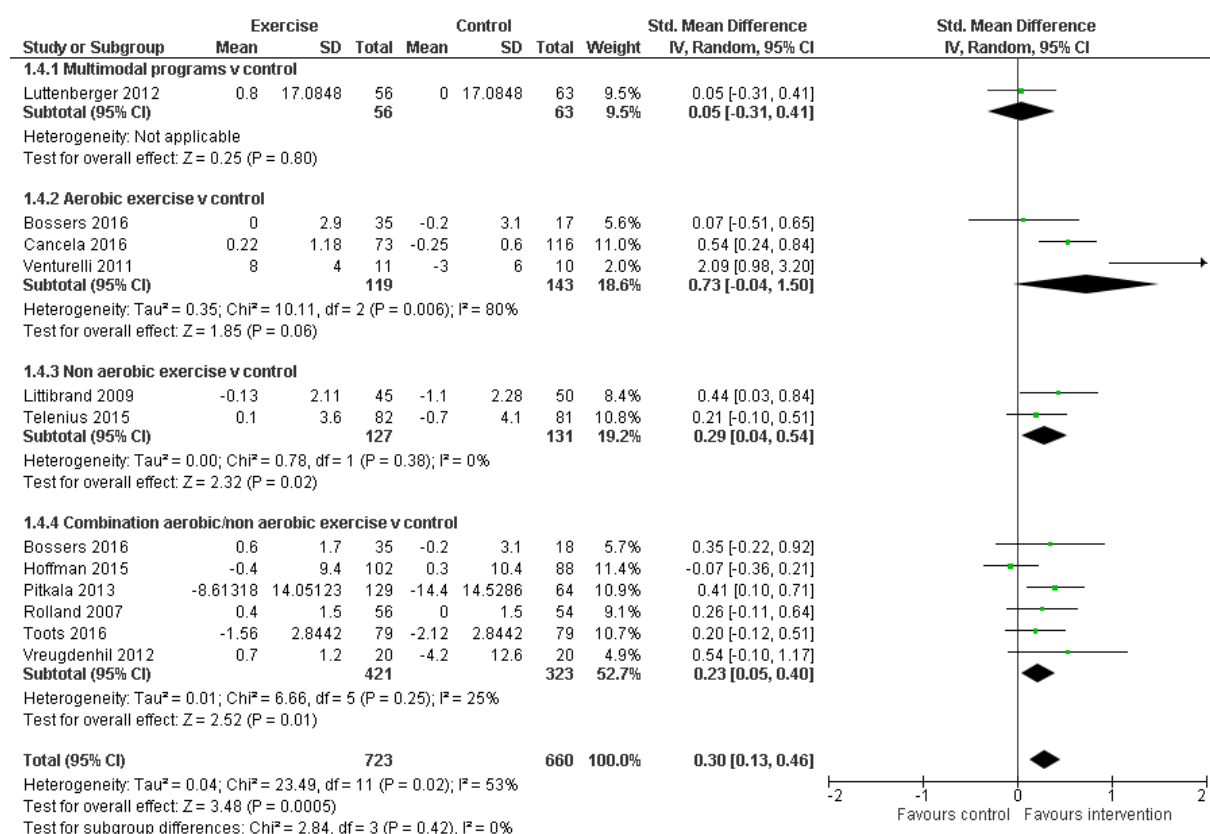 Exercise Control Std. Mean Difference Std. Mean Difference
Study or Subgroup Mean SD Total Mean SD Total Weight IV, Random, 95% CI IV, Random, 95% CI
1.4.1 Multimodal programs v control
Luttenberger 2012 0.8 17.0848 56 0 17.0848 63 9.5% 0.05 [-0.31, 0.41]
Subtotal (95% CI) 56 63 9.5% 0.05 [-0.31, 0.41]
Heterogeneity: Not applicable
Test for overall effect: Z = 0.25 (P = 0.80)
1.4.2 Aerobic exercise v control
Bossers 2016 0 2.9 35 -0.2 3.1 17 5.6% 0.07 [-0.51, 0.65]
Cancela 2016 0.22 1.18 73 -0.25 0.6 116 11.0% 0.54 [0.24, 0.84]
Venturelli 2011 8 4 11 -3 6 10 2.0% 2.09 [0.98, 3.20]
Subtotal (95% CI) 119 143 18.6% 0.73 [-0.04, 1.50]
Heterogeneity: Tau² = 0.35; Chi² = 10.11, df = 2 (P = 0.006); I² = 80%
Test for overall effect: Z = 1.85 (P = 0.06)
1.4.3 Non aerobic exercise v control
Littibrand 2009 -0.13 2.11 45 -1.1 2.28 50 8.4% 0.44 [0.03, 0.84]
Telenius 2015 0.1 3.6 82 -0.7 4.1 81 10.8% 0.21 [-0.10, 0.51]
Subtotal (95% CI) 127 131 19.2% 0.29 [0.04, 0.54]
Heterogeneity: Tau² = 0.00; Chi² = 0.78, df = 1 (P = 0.38); I² = 0%
Test for overall effect: Z = 2.32 (P = 0.02)
1.4.4 Combination aerobic/non aerobic exercise v control
Bossers 2016 0.6 1.7 35 -0.2 3.1 18 5.7% 0.35 [-0.22, 0.92]
Hoffman 2015 -0.4 9.4 102 0.3 10.4 88 11.4% -0.07 [-0.36, 0.21]
Pitkala 2013 -8.61318 14.05123 129 -14.4 14.5286 64 10.9% 0.41 [0.10, 0.71]
Rolland 2007 0.4 1.5 56 0 1.5 54 9.1% 0.26 [-0.11, 0.64]
Toots 2016 -1.56 2.8442 79 -2.12 2.8442 79 10.7% 0.20 [-0.12, 0.51]
Vreugdenhil 2012 0.7 1.2 20 -4.2 12.6 20 4.9% 0.54 [-0.10, 1.17]
Subtotal (95% CI) 421 323 52.7% 0.23 [0.05, 0.40]
Heterogeneity: Tau² = 0.01; Chi² = 6.66, df = 5 (P = 0.25); I² = 25%
Test for overall effect: Z = 2.52 (P = 0.01)
Total (95% CI) 723 660 100.0% 0.30 [0.13, 0.46]
Heterogeneity: Tau² = 0.04; Chi² = 23.49, df = 11 (P = 0.02); I² = 53%
Test for overall effect: Z = 3.48 (P = 0.0005)
Test for subgroup differences: Chi² = 2.84, df = 3 (P = 0.42), I² = 0%
-2 -1 0 1 2
Favours control Favours intervention